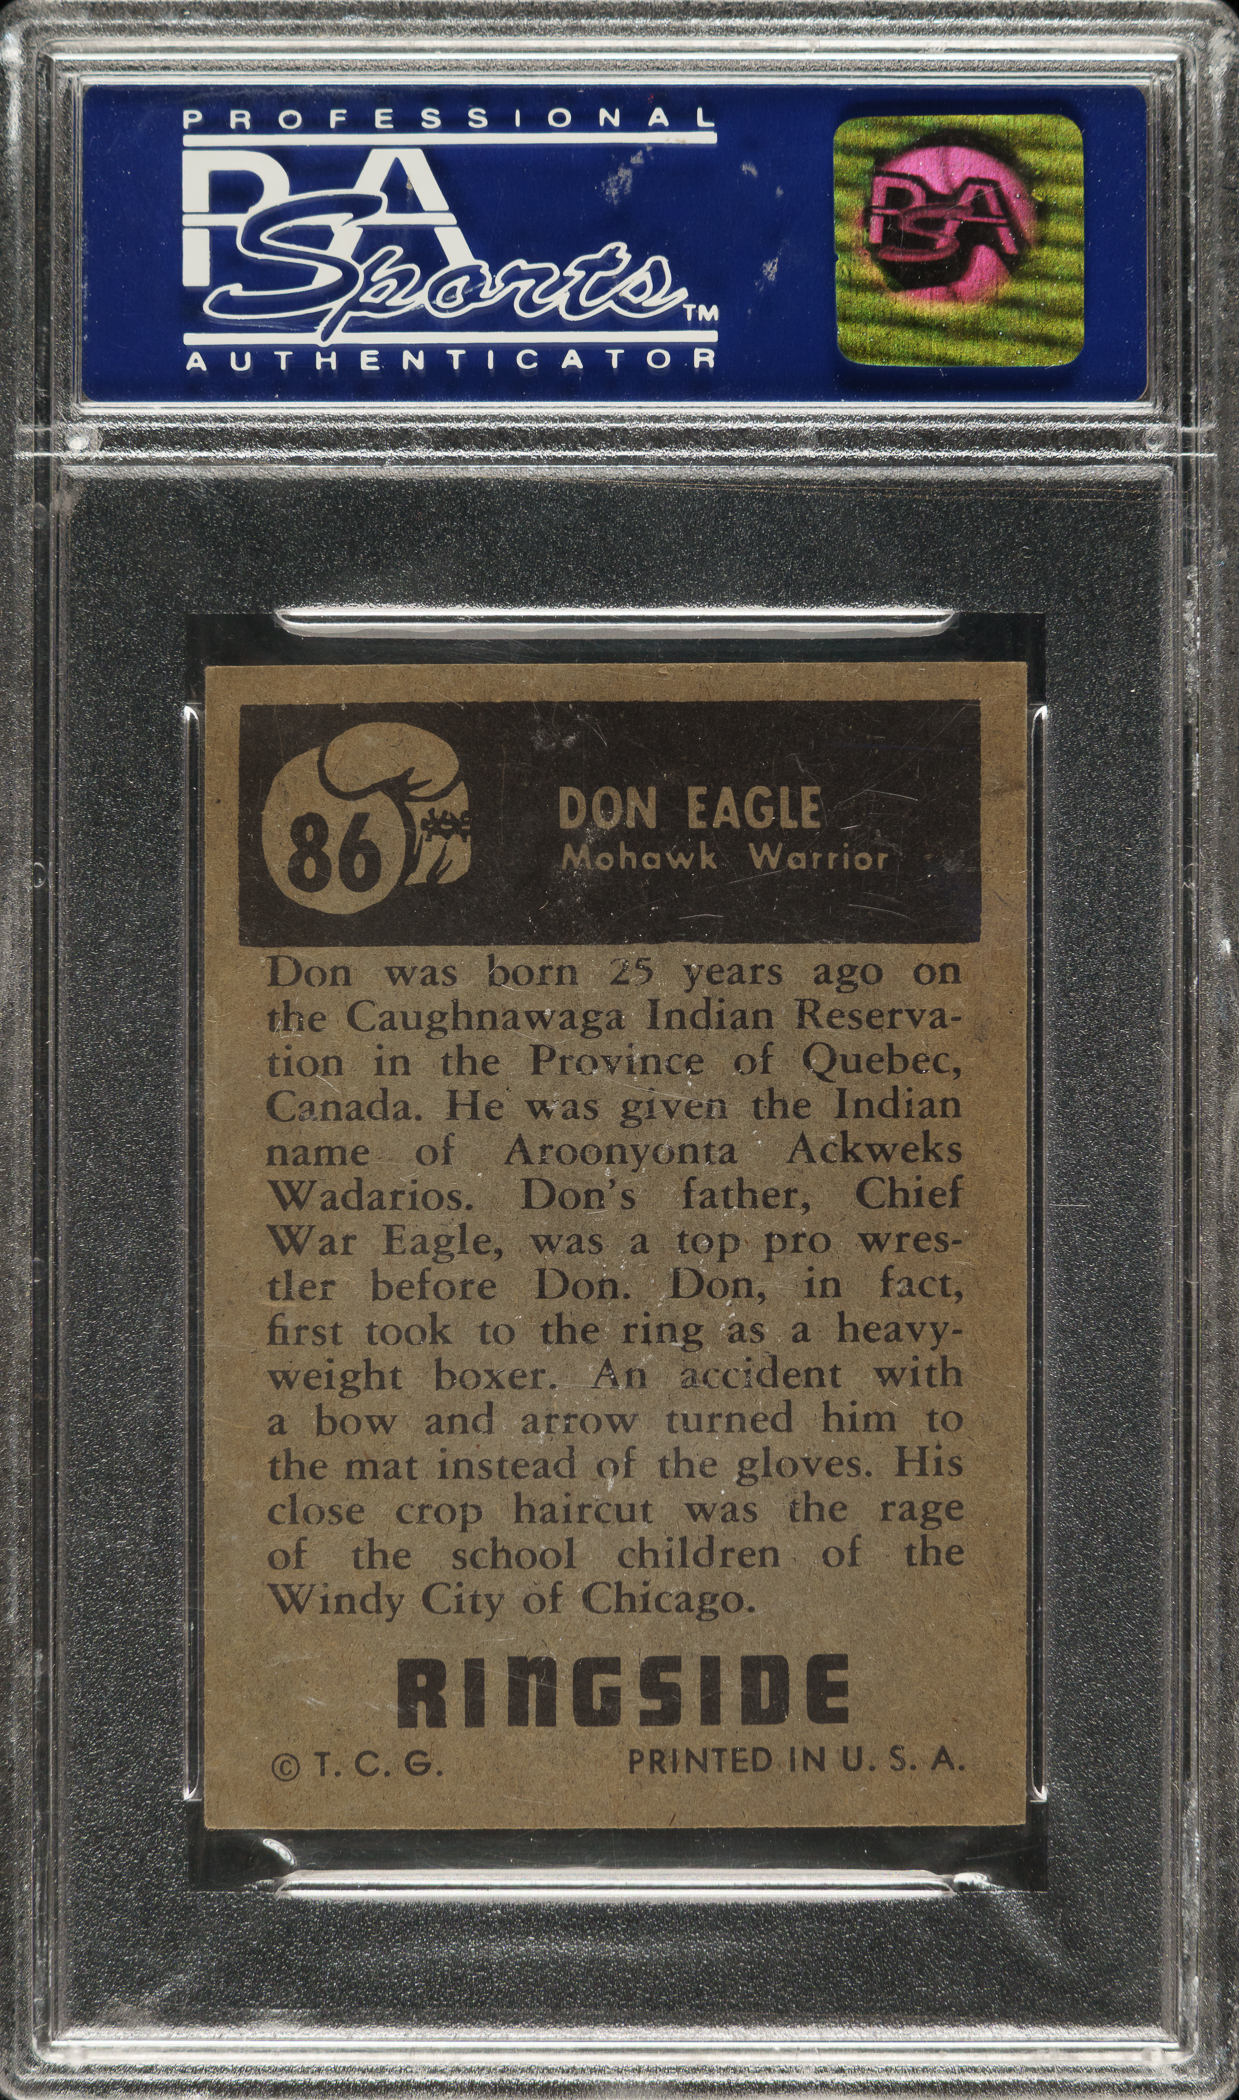 PROFESSIONAL
PSA
Sports™
AUTHENTICATOR
PSA
86
DON EAGLE
Mohawk Warrior
Don was born 25 years ago on
the Caughnawaga Indian Reserva-
tion in the Province of Quebec,
Canada. He was given the Indian
name of Aroonyonta Ackweks
Wadarios. Don's father, Chief
War Eagle, was a top pro wres-
tler before Don. Don, in fact,
first took to the ring as a heavy-
weight boxer. An accident with
a bow and arrow turned him to
the mat instead of the gloves. His
close crop haircut was the rage
of the school children of the
Windy City of Chicago.
RINGSIDE
© T. C. G. PRINTED IN U. S. A.